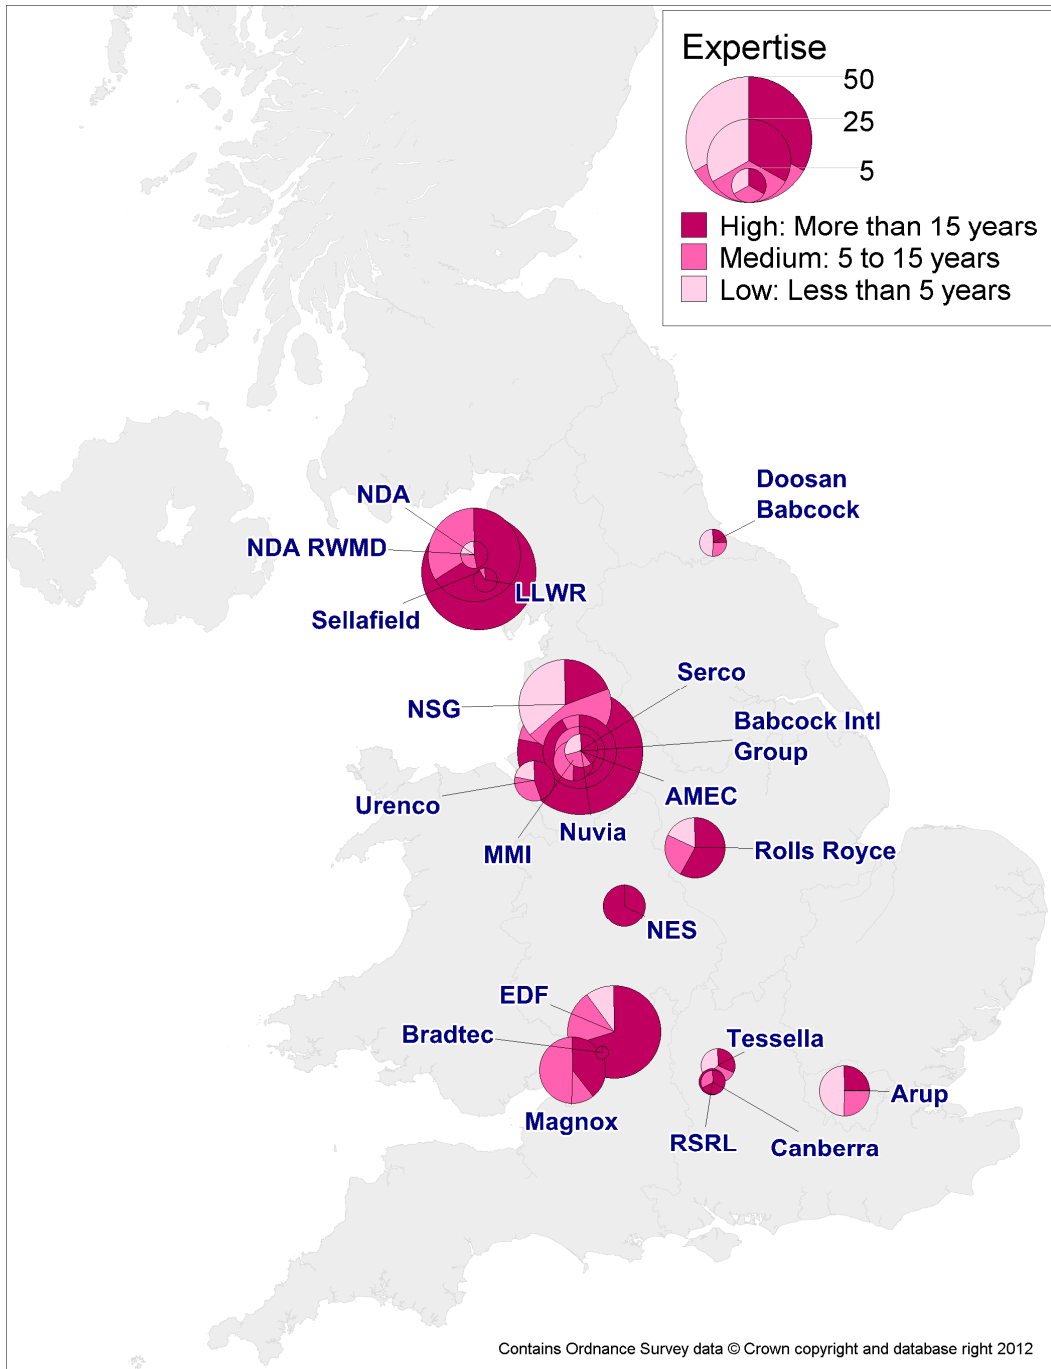 Expertise
50
25
5
High: More than 15 years
Medium: 5 to 15 years
Low: Less than 5 years
Doosan
Babcock
NDA
NDA RWMD
LLWR
Sellafield
Serco
NSG
Babcock Intl
Group
Urenco
AMEC
Nuvia
MMI
Rolls Royce
NES
EDF
Bradtec
Tessella
Magnox
Arup
RSRL
Canberra
Contains Ordnance Survey data © Crown copyright and database right 2012